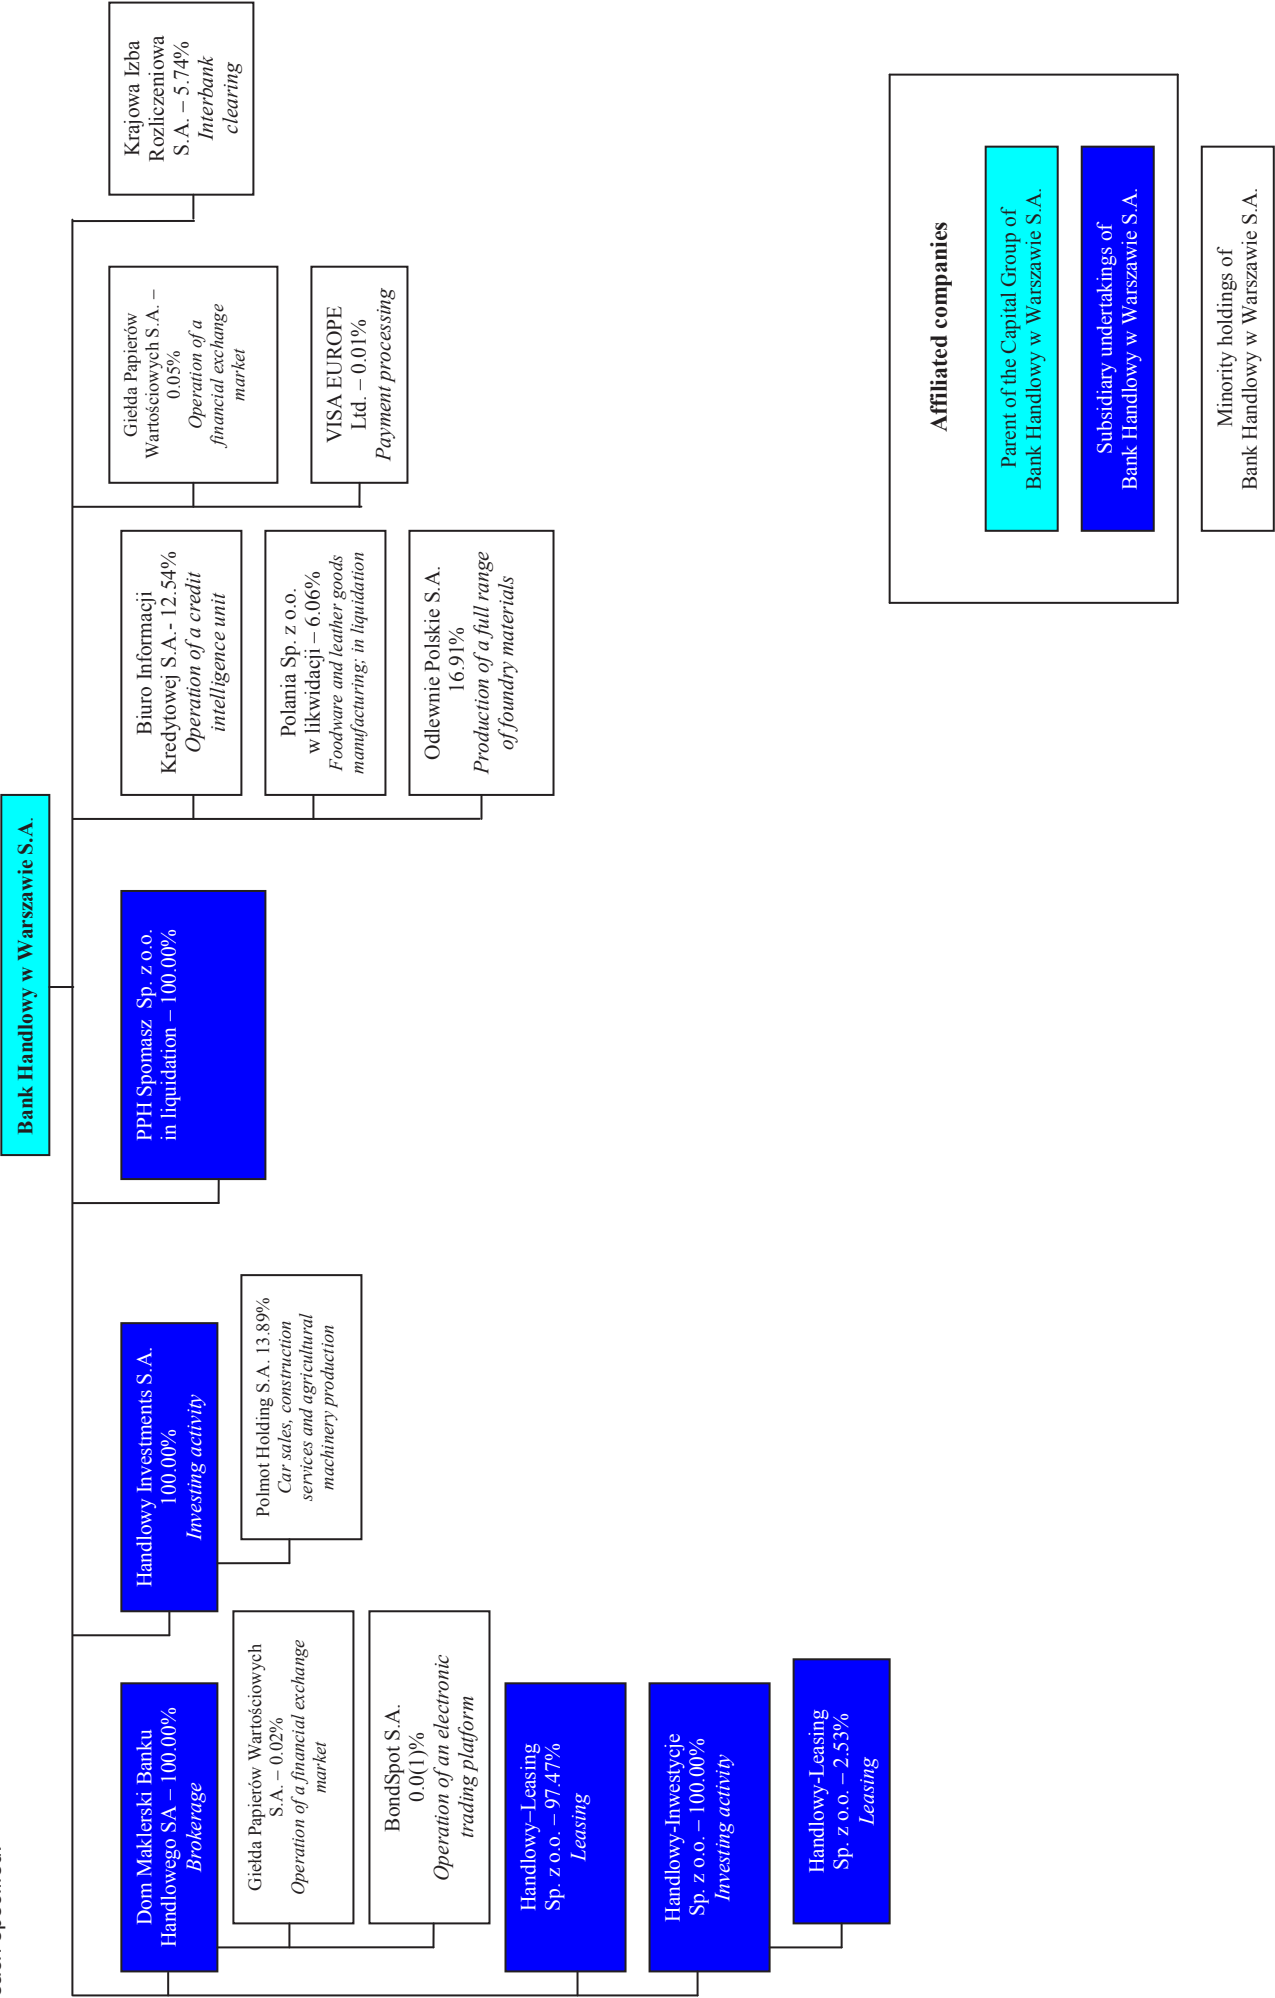 Bank Handlowy w Warszawie S.A.
Dom Maklerski Banku
Handlowego SA – 100.00%
Brokerage
Giełda Papierów Wartościowych
S.A. – 0.02%
Operation of a financial exchange
market
BondSpot S.A.
0.0(1)%
Operation of an electronic
trading platform
Handlowy–Leasing
Sp. z o.o. – 97.47%
Leasing
Handlowy-Inwestycje
Sp. z o.o. – 100.00%
Investing activity
Handlowy-Leasing
Sp. z o.o. – 2.53%
Leasing
Handlowy Investments S.A.
100.00%
Investing activity
Polmot Holding S.A. 13.89%
Car sales, construction
services and agricultural
machinery production
PPH Spomasz Sp. z o.o.
in liquidation – 100.00%
Biuro Informacji
Kredytowej S.A.- 12.54%
Operation of a credit
intelligence unit
Polania Sp. z o.o.
w likwidacji – 6.06%
Foodware and leather goods
manufacturing; in liquidation
Odlewnie Polskie S.A.
16.91%
Production of a full range
of foundry materials
Giełda Papierów
Wartościowych S.A. –
0.05%
Operation of a
financial exchange
market
VISA EUROPE
Ltd. – 0.01%
Payment processing
Krajowa Izba
Rozliczeniowa
S.A. – 5.74%
Interbank
clearing
Affiliated companies
Parent of the Capital Group of
Bank Handlowy w Warszawie S.A.
Subsidiary undertakings of
Bank Handlowy w Warszawie S.A.
Minority holdings of
Bank Handlowy w Warszawie S.A.